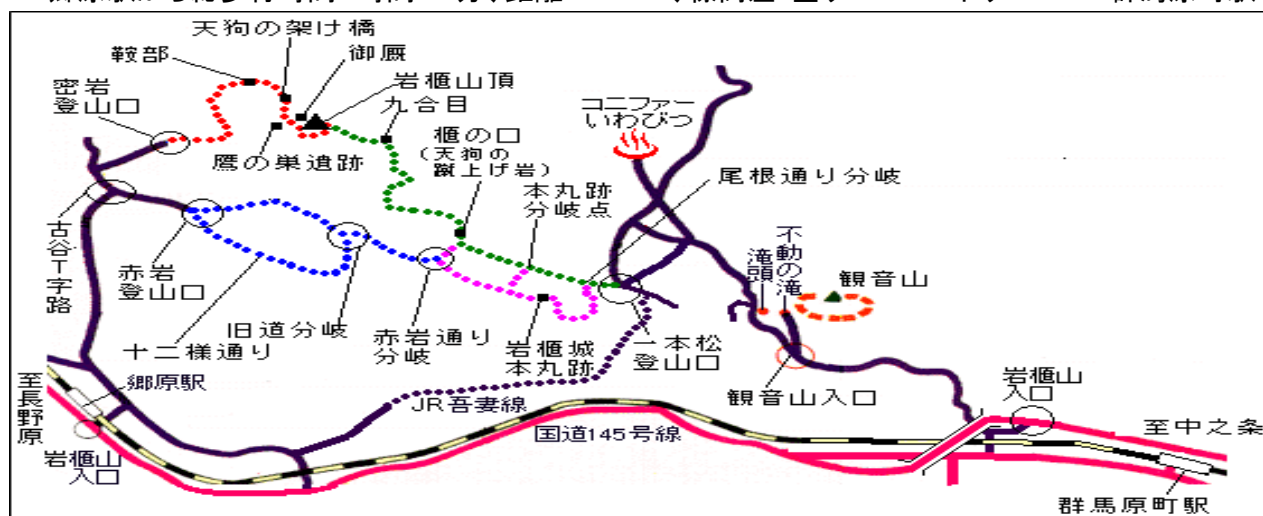 天狗の架け橋
鞍部
御厩
岩櫃山頂
密岩
登山口
九合目
コニファー
いわびつ
櫃の口
(天狗の
蹴上げ岩)
鷹の巣遺跡
本丸跡
分岐点
尾根通り分岐
古谷T字路
赤岩
登山口
不動の滝
滝頭
観音山
旧道分岐
十二様通り
赤岩通り
分岐
岩櫃城
本丸跡
一本松
登山口
観音山入口
岩櫃山
入口
至長野原
郷原駅
JR吾妻線
国道145号線
至中之条
岩櫃山
入口
群馬原町駅